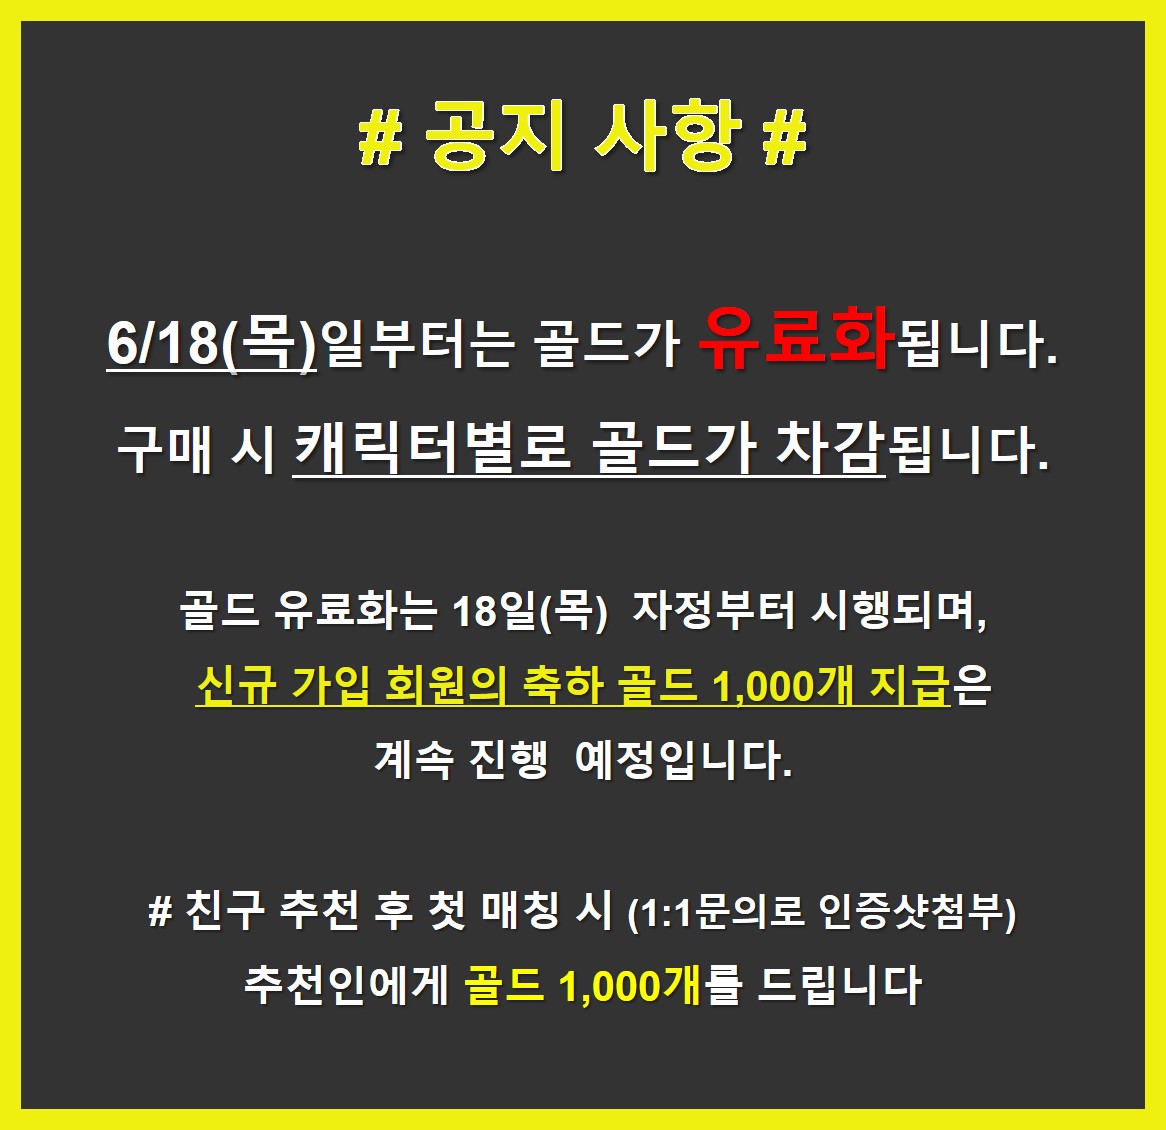 # 공지 사항 #
6/18(목)일부터는 골드가 유료화됩니다.
구매 시 캐릭터별로 골드가 차감됩니다.
골드 유료화는 18일(목) 자정부터 시행되며,
신규 가입 회원의 축하 골드 1,000개 지급은
계속 진행 예정입니다.
# 친구 추천 후 첫 매칭 시 (1:1문의로 인증샷첨부)
추천인에게 골드 1,000개를 드립니다